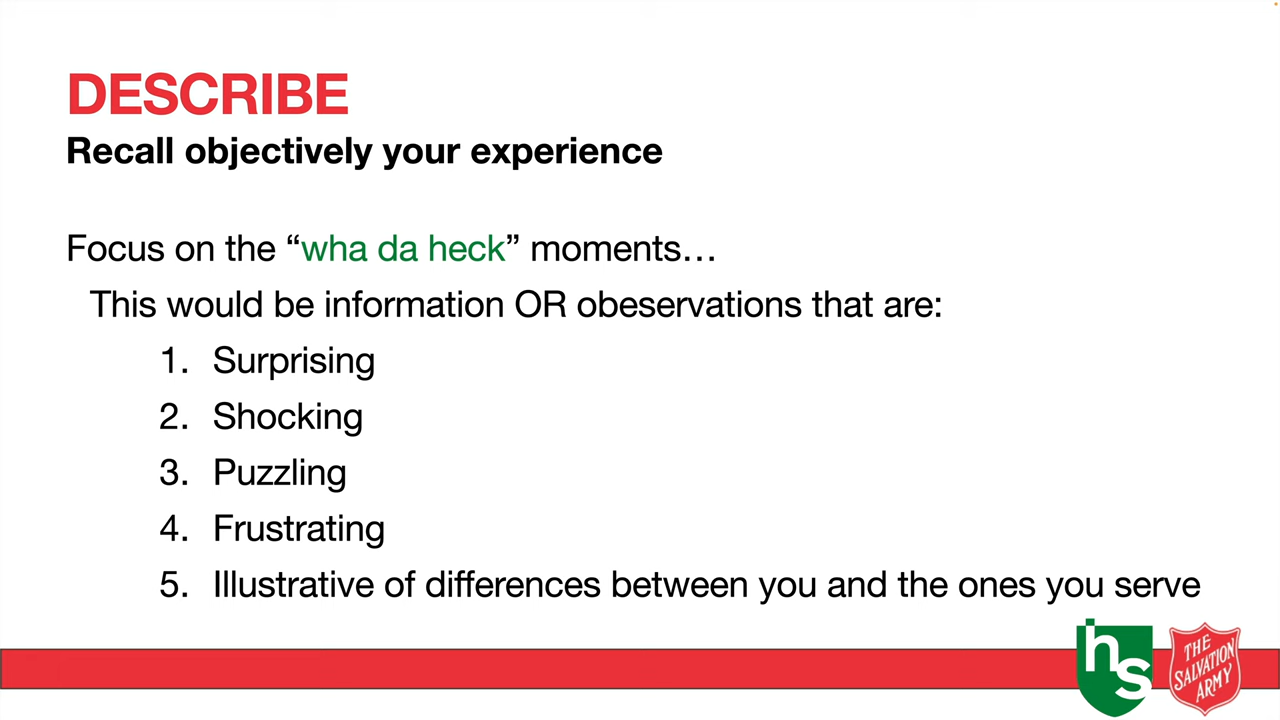 DESCRIBE
Recall objectively your experience
Focus on the “wha da heck” moments…
This would be information OR obeservations that are:
1. Surprising
2. Shocking
3. Puzzling
4. Frustrating
5. Illustrative of differences between you and the ones you serve
hs
THE
SALVATION
ARMY